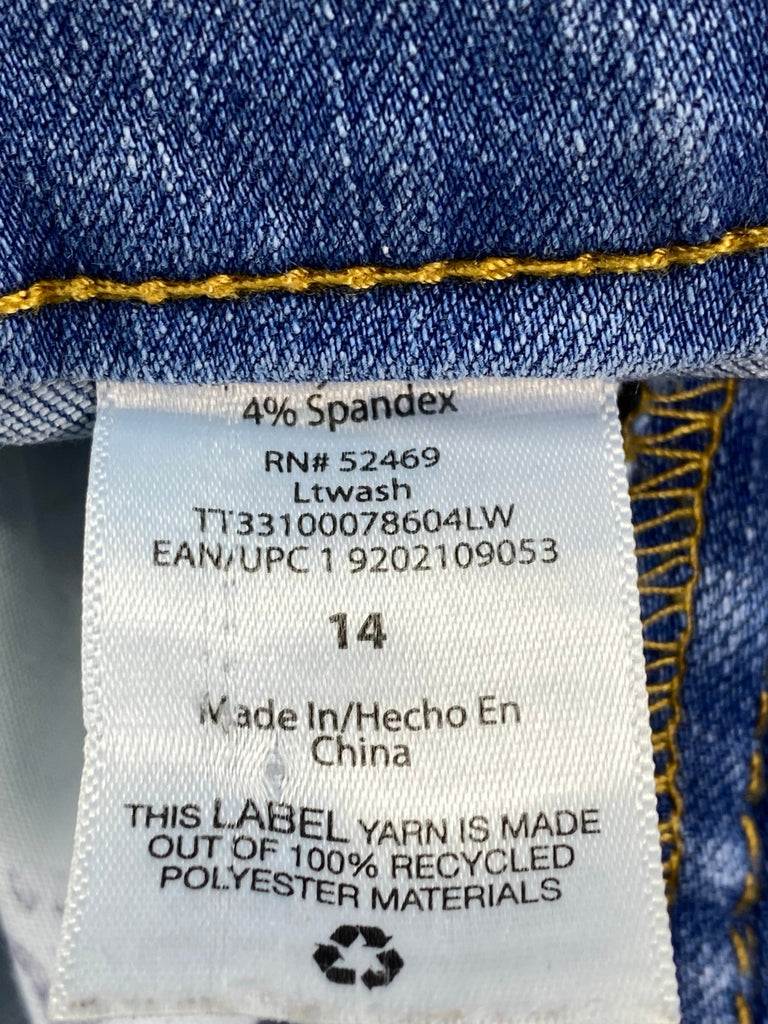 4% Spandex
RN# 52469
Ltwash
TT33100078604LW
EAN/UPC 1 9202109053
14
Made In/Hecho En
China
THIS LABEL YARN IS MADE
OUT OF 100% RECYCLED
POLYESTER MATERIALS